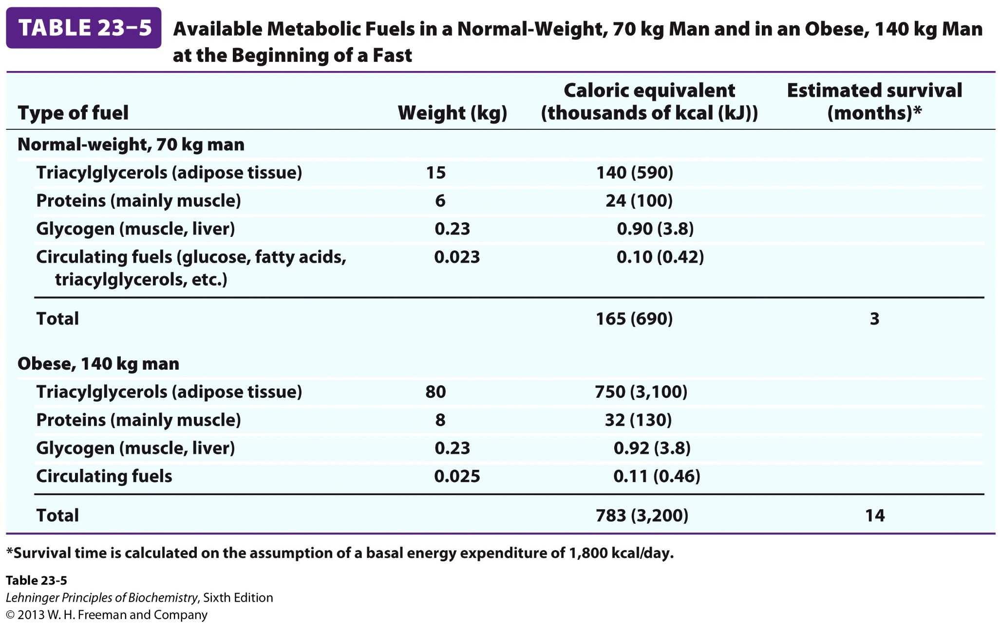 TABLE 23–5 Available Metabolic Fuels in a Normal-Weight, 70 kg Man and in an Obese, 140 kg Man
at the Beginning of a Fast
Caloric equivalent Estimated survival
Type of fuel Weight (kg) (thousands of kcal (kJ)) (months)*
Normal-weight, 70 kg man
Triacylglycerols (adipose tissue) 15 140 (590)
Proteins (mainly muscle) 6 24 (100)
Glycogen (muscle, liver) 0.23 0.90 (3.8)
Circulating fuels (glucose, fatty acids, 0.023 0.10 (0.42)
triacylglycerols, etc.)
Total 165 (690) 3
Obese, 140 kg man
Triacylglycerols (adipose tissue) 80 750 (3,100)
Proteins (mainly muscle) 8 32 (130)
Glycogen (muscle, liver) 0.23 0.92 (3.8)
Circulating fuels 0.025 0.11 (0.46)
Total 783 (3,200) 14
*Survival time is calculated on the assumption of a basal energy expenditure of 1,800 kcal/day.
Table 23-5
Lehninger Principles of Biochemistry, Sixth Edition
© 2013 W. H. Freeman and Company